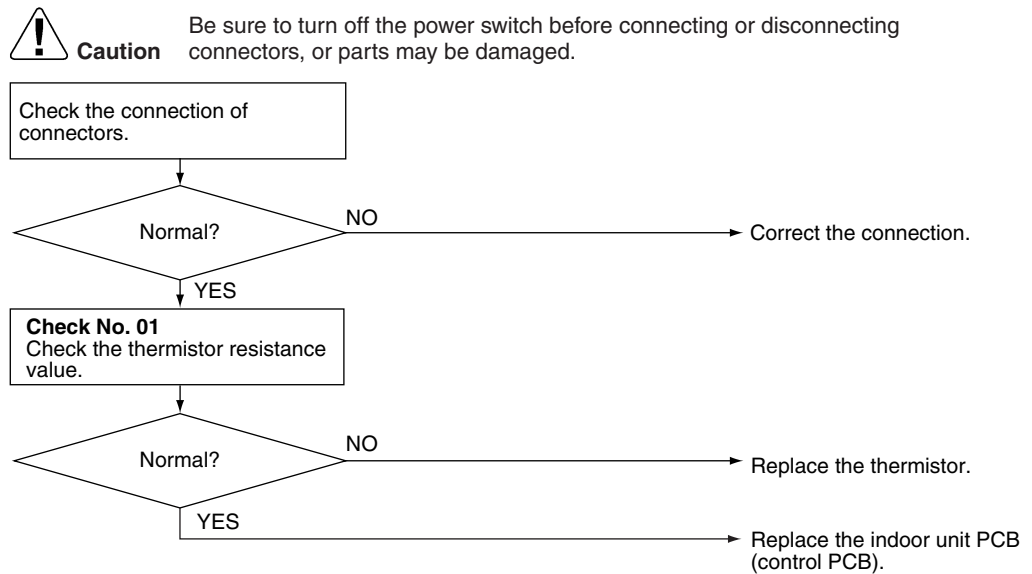 Be sure to turn off the power switch before connecting or disconnecting
Caution connectors, or parts may be damaged.
Check the connection of
connectors.
Normal?
NO
Correct the connection.
YES
Check No. 01
Check the thermistor resistance
value.
Normal?
NO
Replace the thermistor.
YES
Replace the indoor unit PCB
(control PCB).